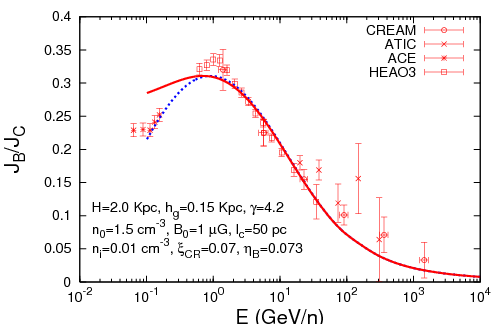 0.4
0.35
0.3
0.25
0.2
0.15
0.1
0.05
0
J_B/J_C
CREAM
ATIC
ACE
HEAO3
H=2.0 Kpc, h_g=0.15 Kpc, γ=4.2
n_0=1.5 cm^-3, B_0=1 μG, l_c=50 pc
n_i=0.01 cm^-3, ξ_CR=0.07, η_B=0.073
10^-2 10^-1 10^0 10^1 10^2 10^3 10^4
E (GeV/n)